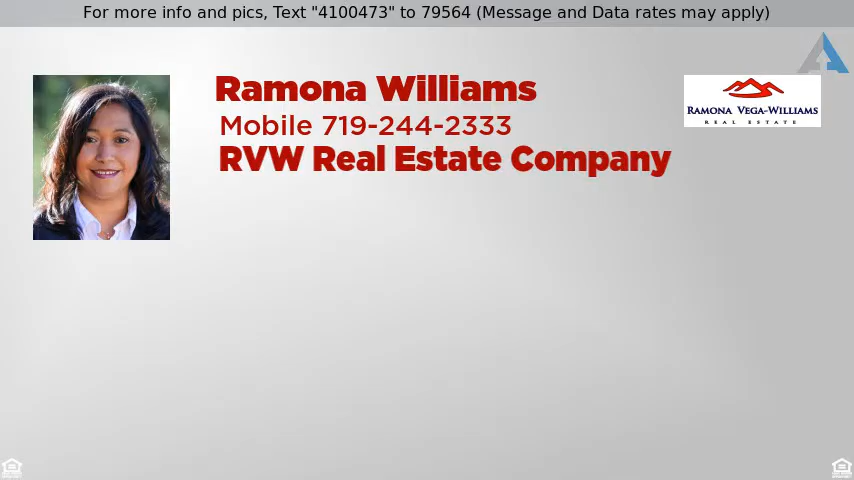 For more info and pics, Text "4100473" to 79564 (Message and Data rates may apply)
Ramona Williams
Mobile 719-244-2333
RVW Real Estate Company
RAMONA VEGA-WILLIAMS
REAL ESTATE